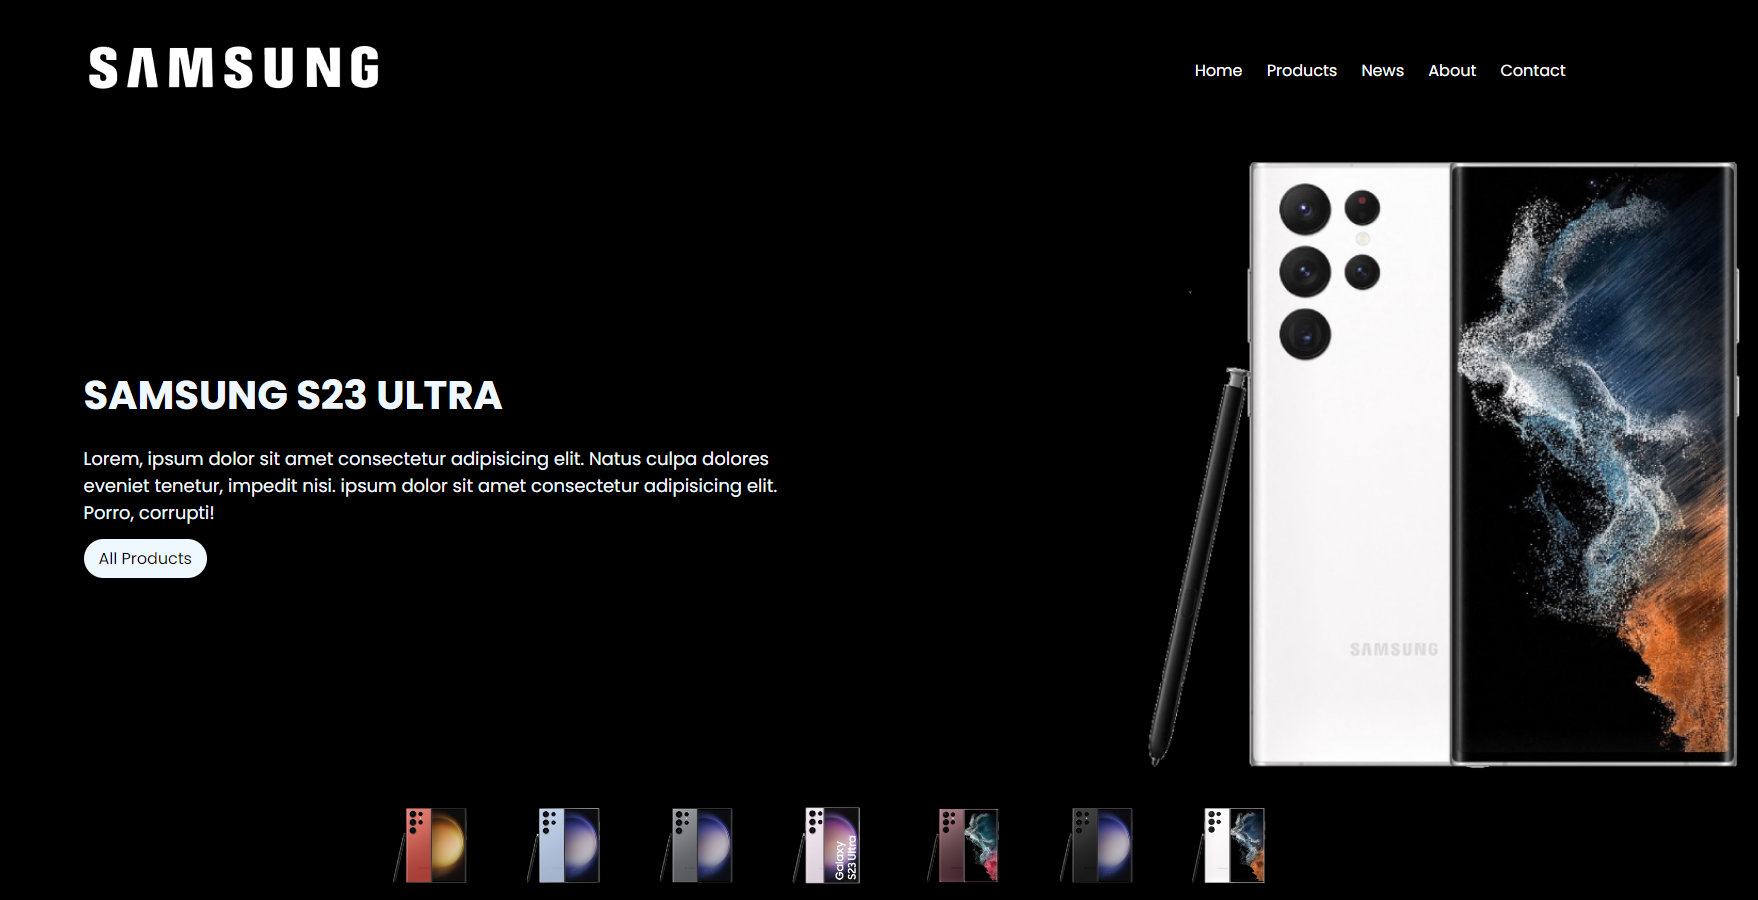 SAMSUNG
Home Products News About Contact
SAMSUNG S23 ULTRA
Lorem, ipsum dolor sit amet consectetur adipisicing elit. Natus culpa dolores
eveniet tenetur, impedit nisi. ipsum dolor sit amet consectetur adipisicing elit.
Porro, corrupti!
All Products
SAMSUNG
Galaxy
S23 Ultra